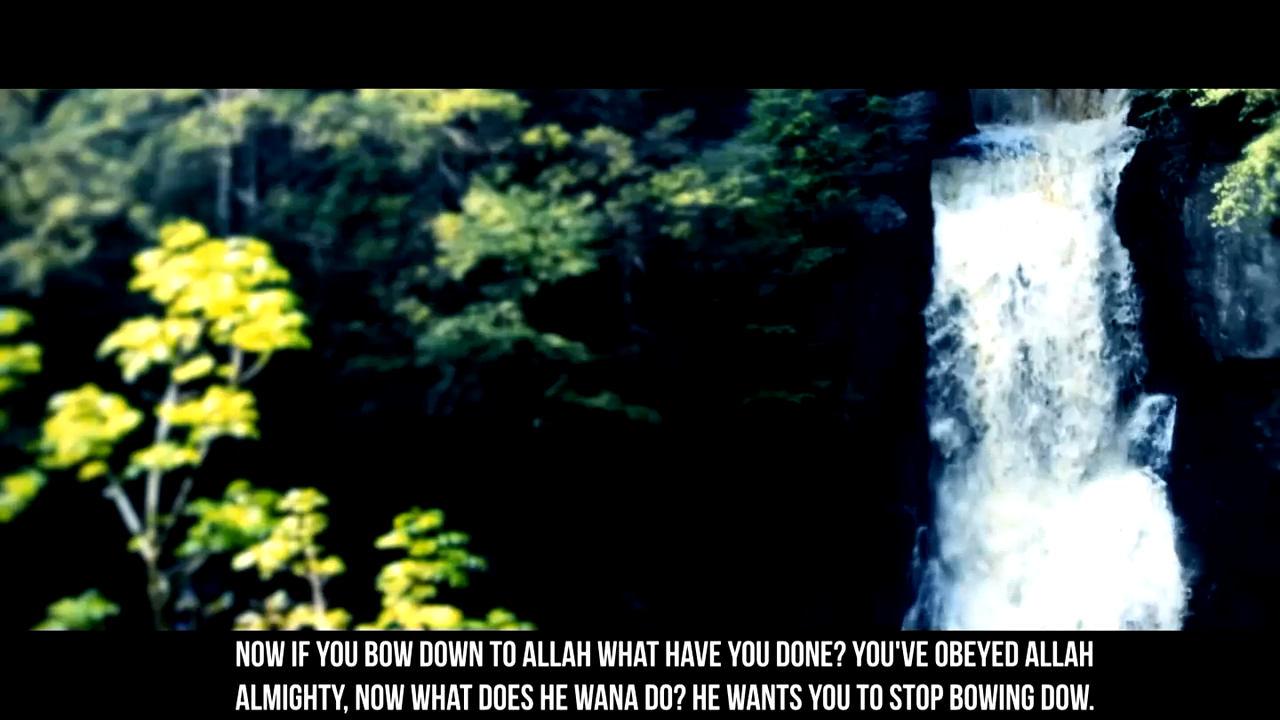 NOW IF YOU BOW DOWN TO ALLAH WHAT HAVE YOU DONE? YOU'VE OBEYED ALLAH
ALMIGHTY, NOW WHAT DOES HE WANA DO? HE WANTS YOU TO STOP BOWING DOW.